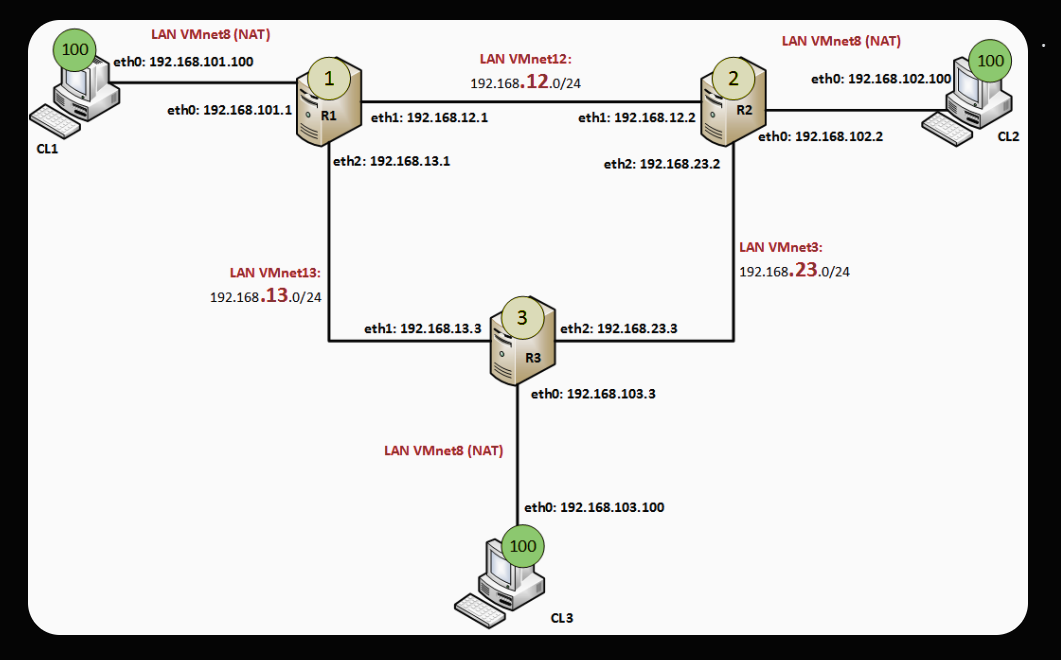 LAN VMnet8 (NAT)
100
eth0: 192.168.101.100
CL1
eth0: 192.168.101.1
1
R1
eth1: 192.168.12.1
eth2: 192.168.13.1
LAN VMnet12:
192.168.12.0/24
2
R2
eth1: 192.168.12.2
eth2: 192.168.23.2
eth0: 192.168.102.2
LAN VMnet8 (NAT)
eth0: 192.168.102.100
100
CL2
LAN VMnet13:
192.168.13.0/24
LAN VMnet3:
192.168.23.0/24
eth1: 192.168.13.3
3
R3
eth2: 192.168.23.3
eth0: 192.168.103.3
LAN VMnet8 (NAT)
eth0: 192.168.103.100
100
CL3